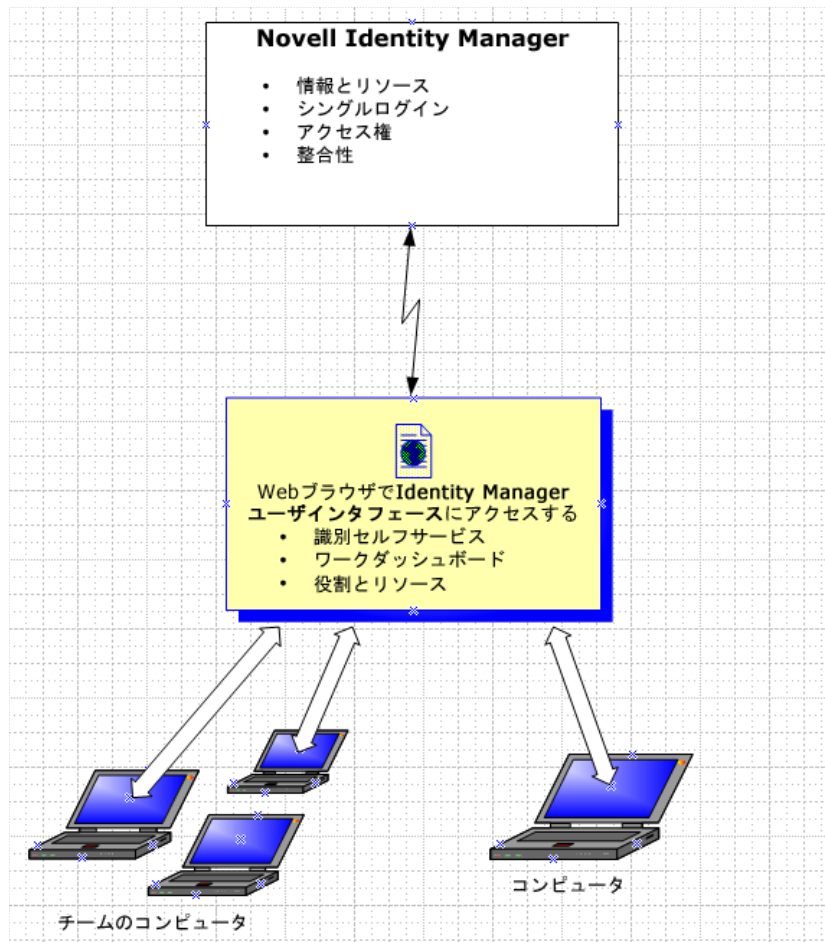 Novell Identity Manager
• 情報とリソース
• シングルログイン
• アクセス権
• 整合性
WebブラウザでIdentity Manager
ユーザインタフェースにアクセスする
• 識別セルフサービス
• ワークダッシュボード
• 役割とリソース
コンピュータ
チームのコンピュータ